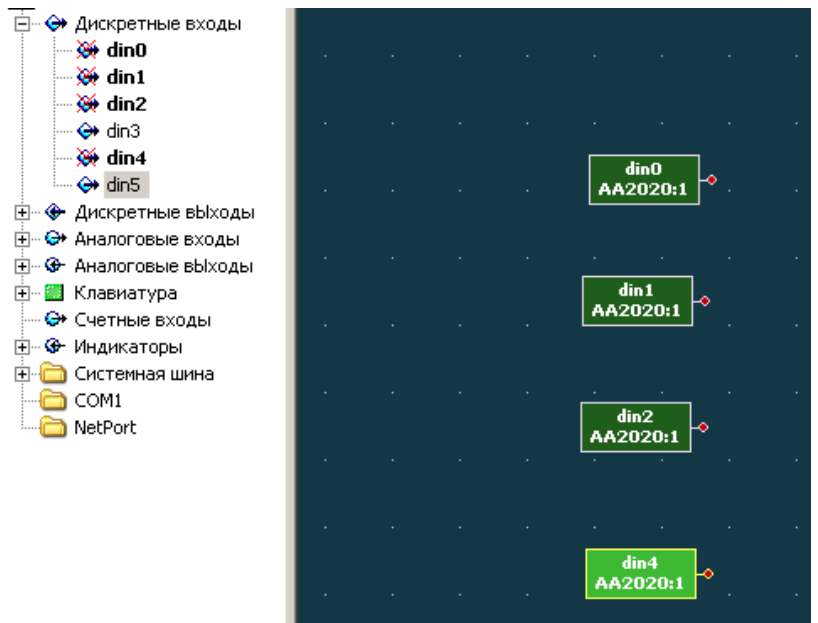 Дискретные входы
din0
din1
din2
din3
din4
din5
Дискретные выходы
Аналоговые входы
Аналоговые выходы
Клавиатура
Счетные входы
Индикаторы
Системная шина
COM1
NetPort
din0
AA2020:1
din1
AA2020:1
din2
AA2020:1
din4
AA2020:1